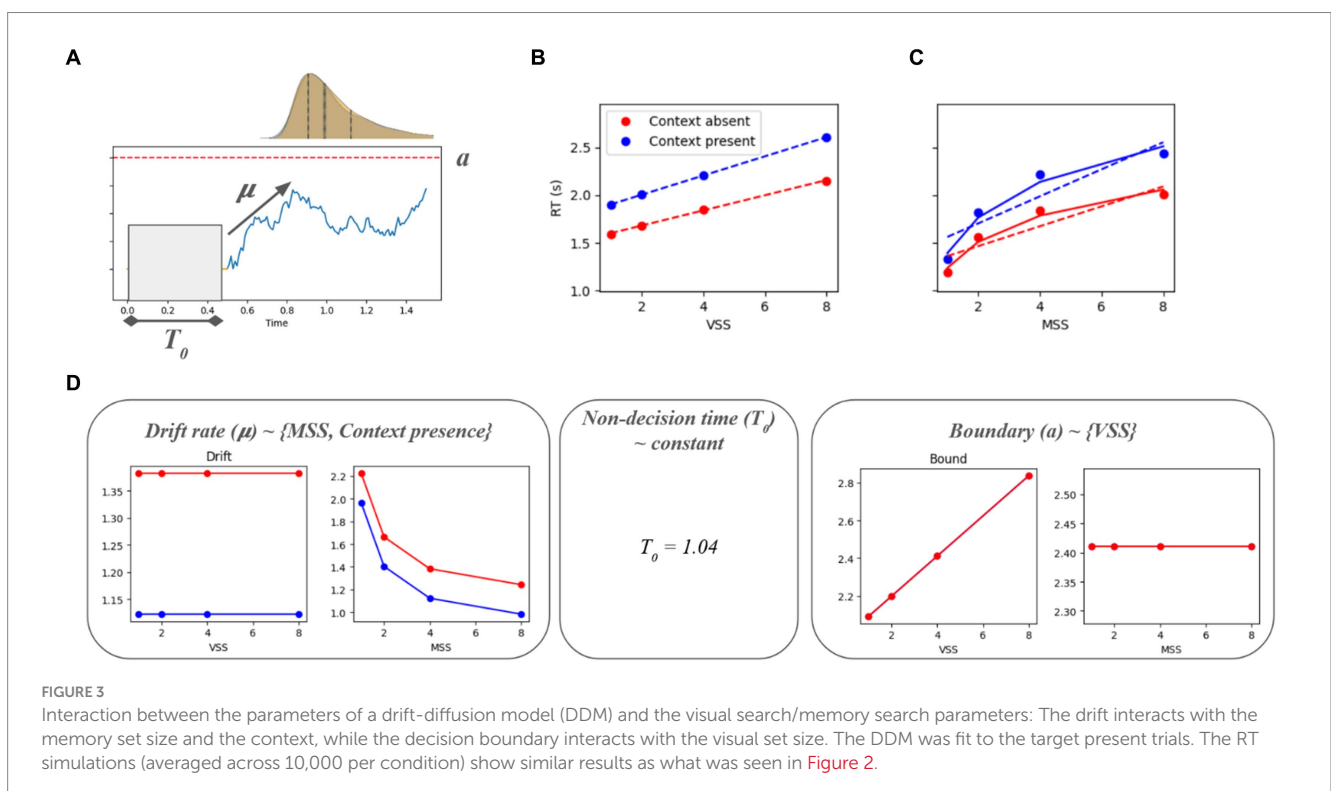 A
a
μ
0.0 0.2 0.4 0.6 0.8 1.0 1.2 1.4
Time
T0
B
Context absent
Context present
RT (s)
2.5
2.0
1.5
1.0
2 4 6 8
VSS
C
2 4 6 8
MSS
D
Drift rate (μ) ~ {MSS, Context presence}
Drift
1.35
1.30
1.25
1.20
1.15
2 4 6 8
VSS
2.2
2.0
1.8
1.6
1.4
1.2
1.0
2 4 6 8
MSS
Non-decision time (T0)
~ constant
T0 = 1.04
Boundary (a) ~ {VSS}
Bound
2.8
2.6
2.4
2.2
2 4 6 8
VSS
2.50
2.45
2.40
2.35
2.30
2 4 6 8
MSS
FIGURE 3
Interaction between the parameters of a drift-diffusion model (DDM) and the visual search/memory search parameters: The drift interacts with the
memory set size and the context, while the decision boundary interacts with the visual set size. The DDM was fit to the target present trials. The RT
simulations (averaged across 10,000 per condition) show similar results as what was seen in Figure 2.